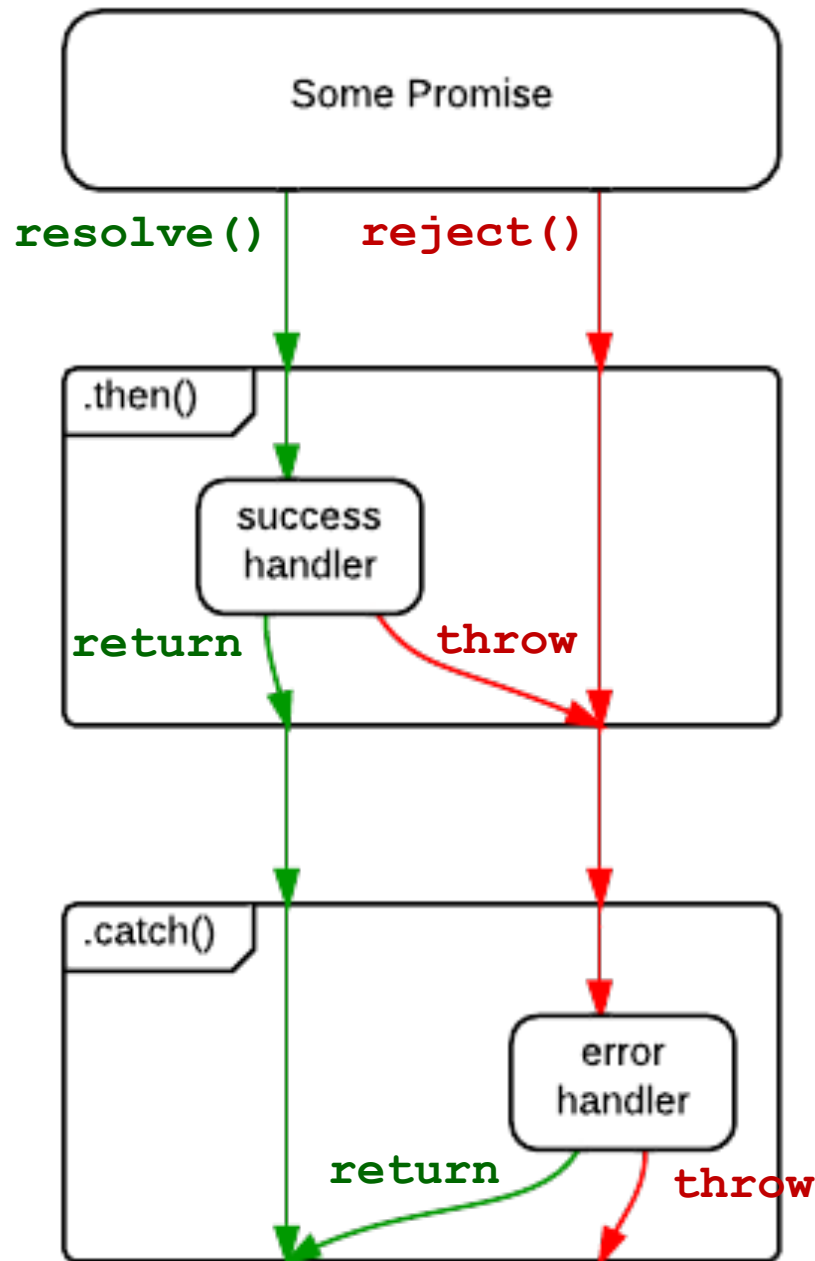 Some Promise
resolve()
reject()
.then()
success
handler
return
throw
.catch()
error
handler
return
throw